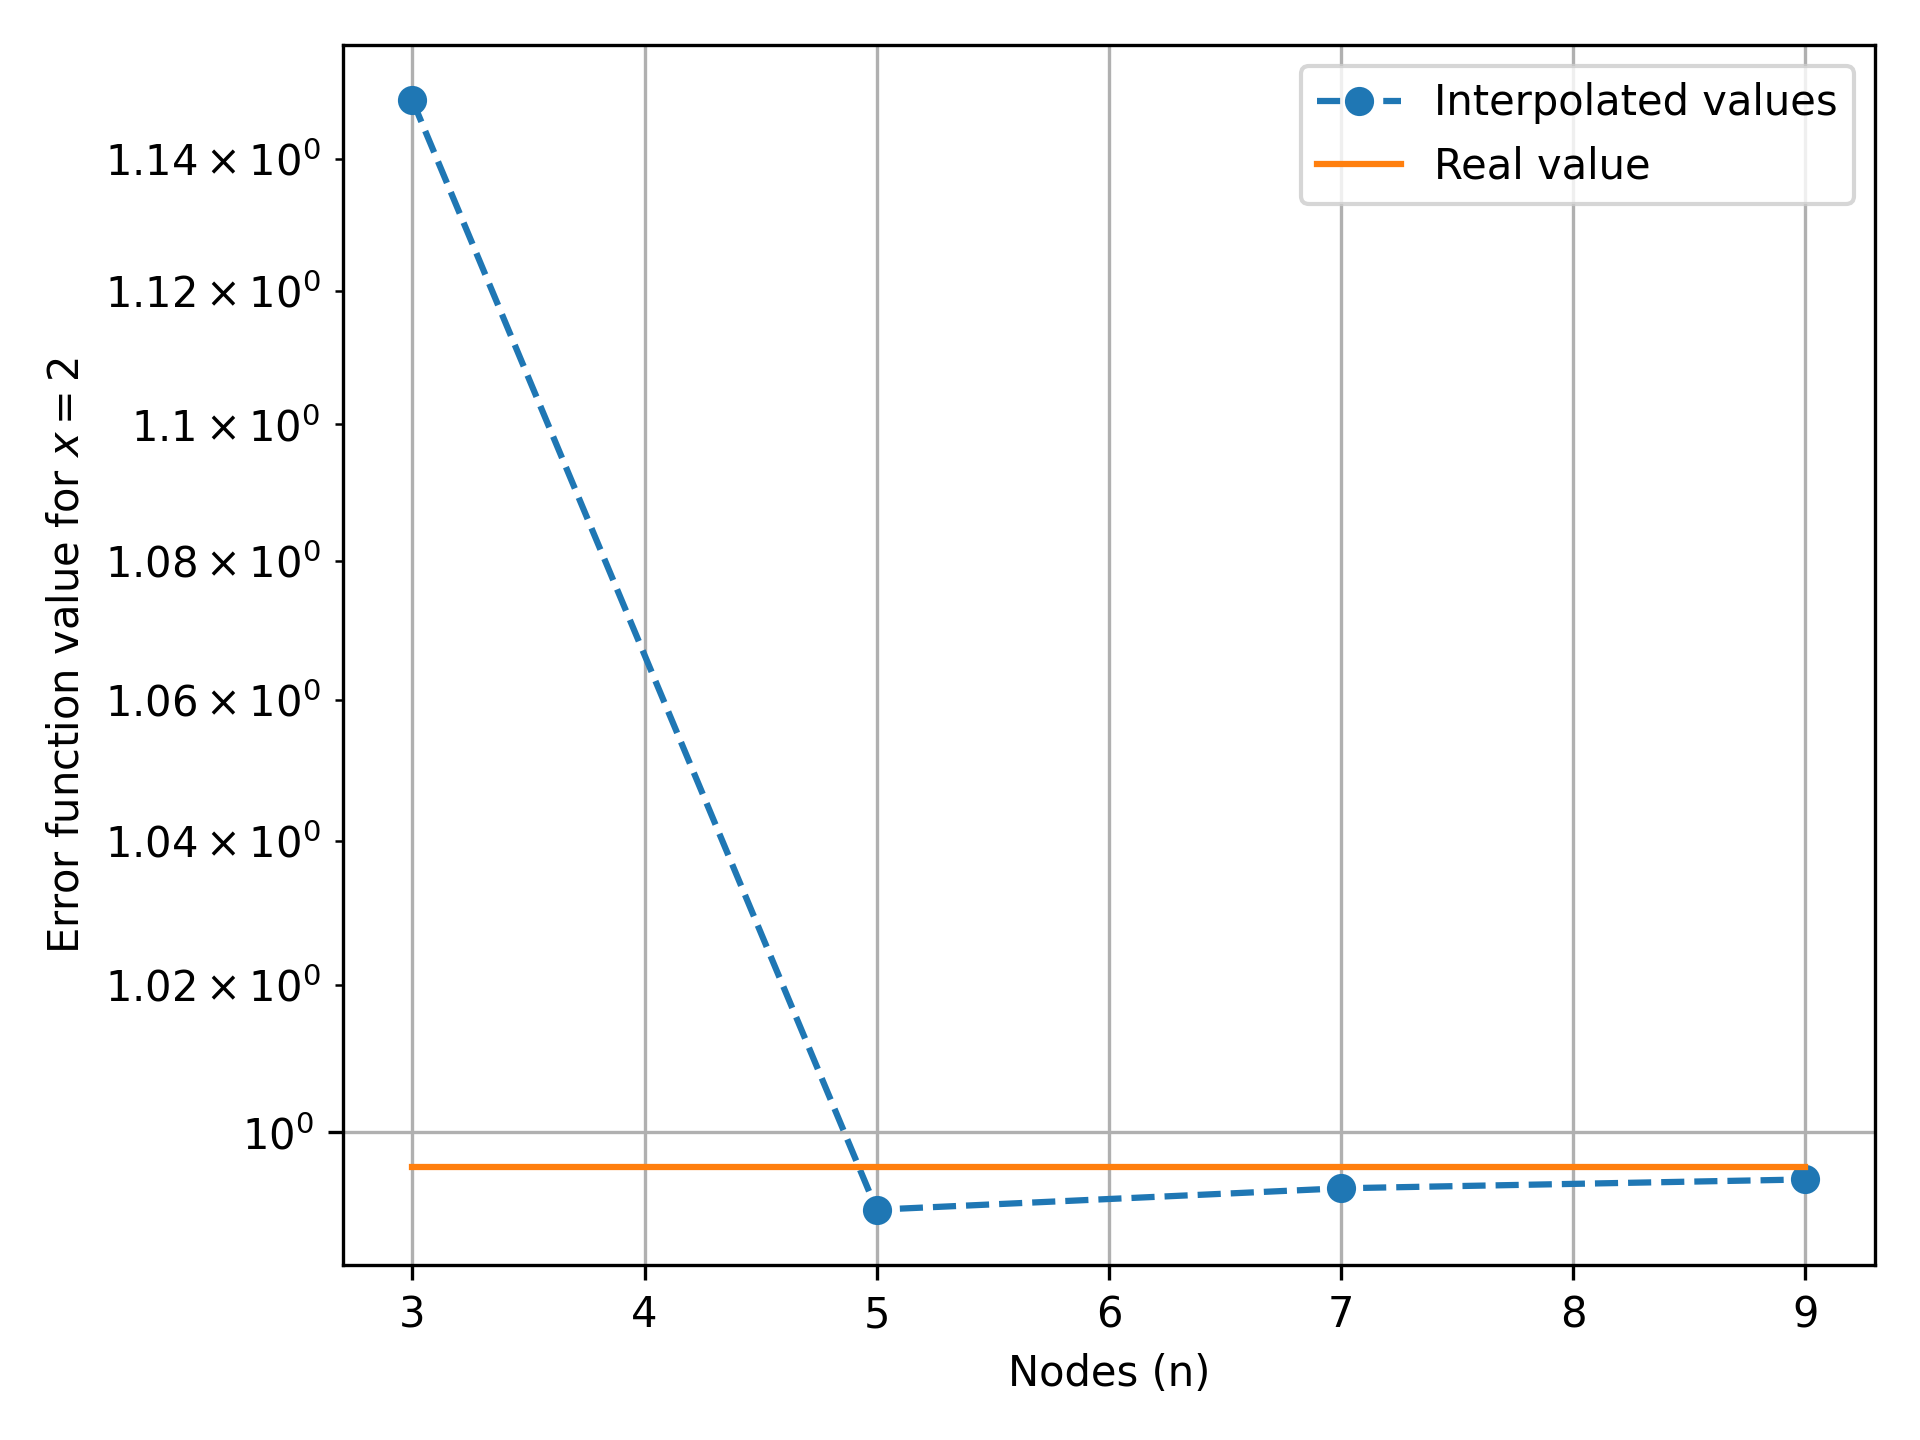 Interpolated values
Real value
1.14 × 10⁰
1.12 × 10⁰
1.1 × 10⁰
1.08 × 10⁰
1.06 × 10⁰
1.04 × 10⁰
1.02 × 10⁰
10⁰
Error function value for x = 2
3 4 5 6 7 8 9
Nodes (n)